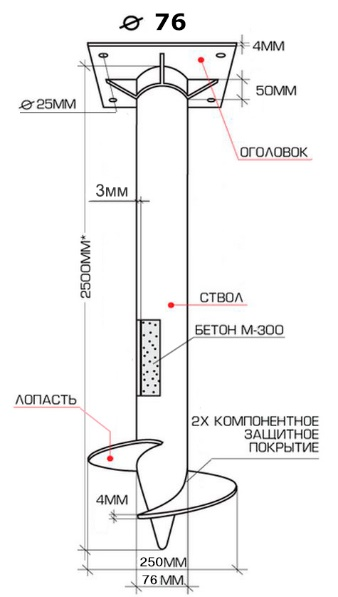 ⌀ 76
4ММ
50ММ
⌀25ММ
ОГОЛОВОК
3мм
2500ММ*
СТВОЛ
БЕТОН М-300
ЛОПАСТЬ
2Х КОМПОНЕНТНОЕ
ЗАЩИТНОЕ
ПОКРЫТИЕ
4ММ
250ММ
76 ММ